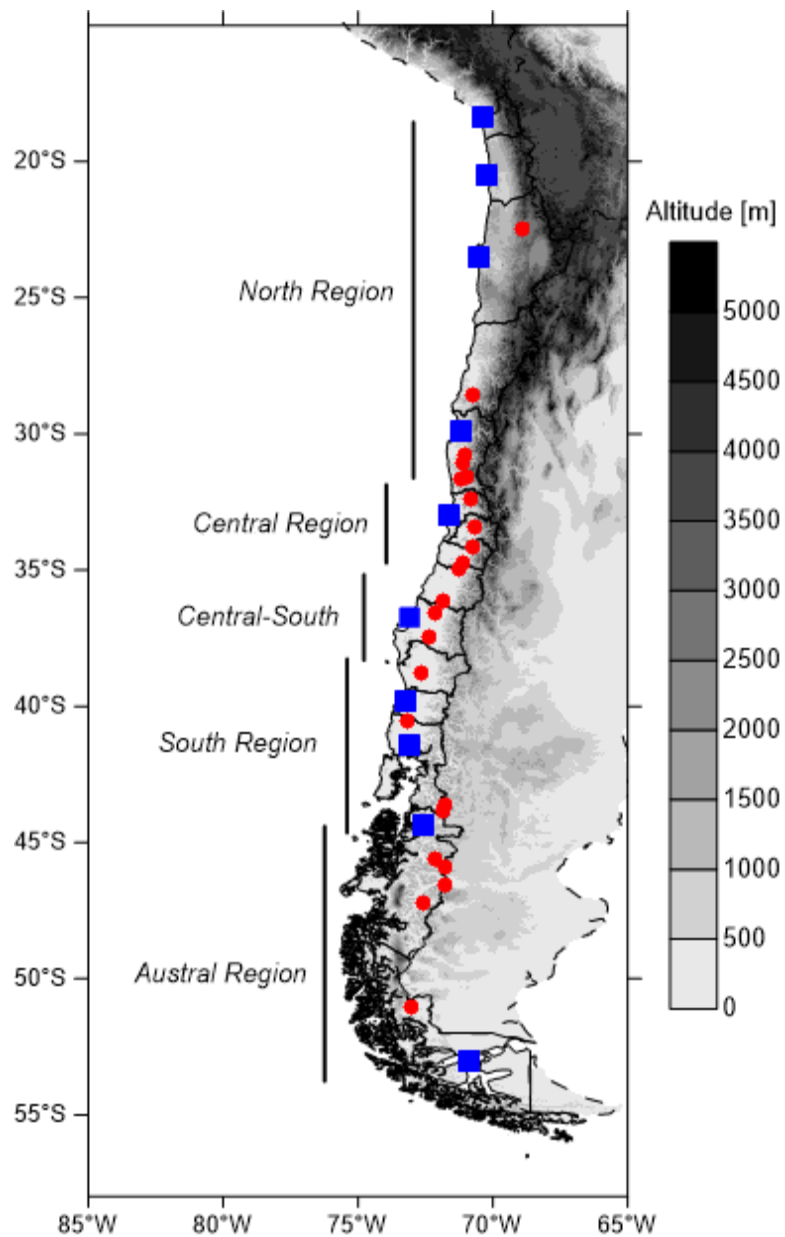 20°S
25°S
30°S
35°S
40°S
45°S
50°S
55°S
85°W
80°W
75°W
70°W
65°W
North Region
Central Region
Central-South
South Region
Austral Region
Altitude [m]
5000
4500
4000
3500
3000
2500
2000
1500
1000
500
0